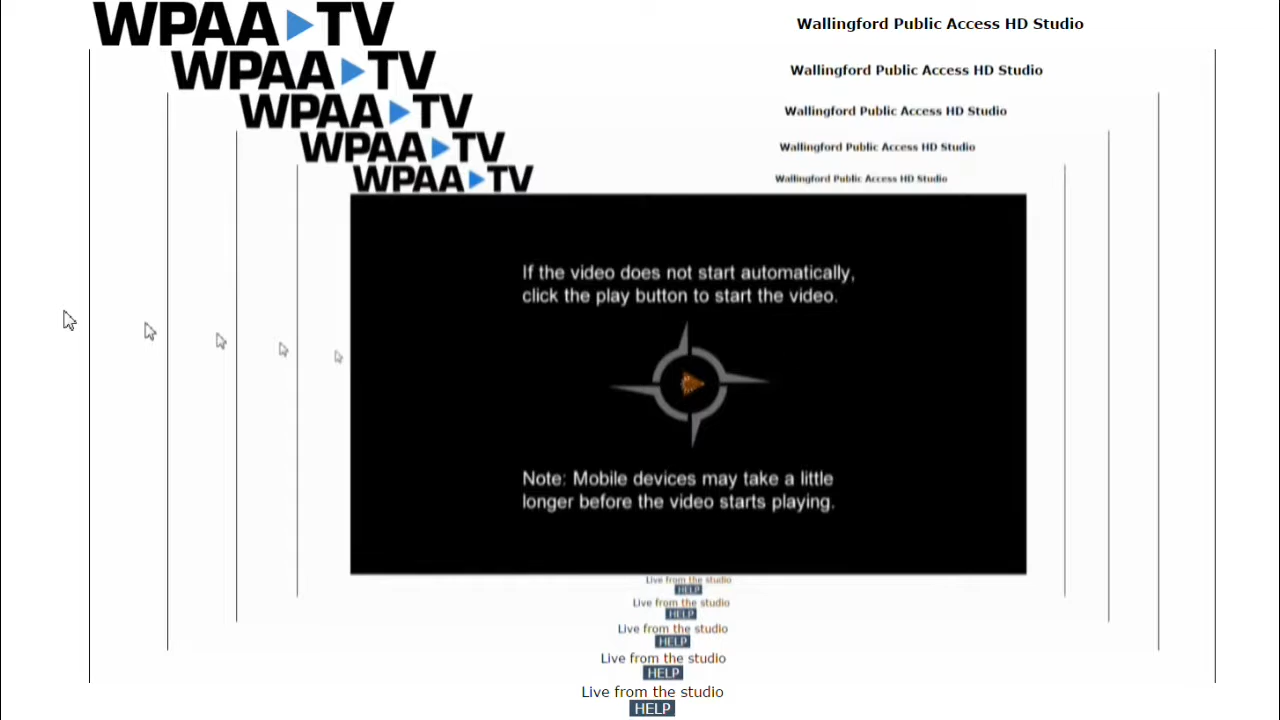 WPAA TV
Wallingford Public Access HD Studio
WPAA TV
Wallingford Public Access HD Studio
WPAA TV
Wallingford Public Access HD Studio
WPAA TV
Wallingford Public Access HD Studio
WPAA TV
Wallingford Public Access HD Studio
If the video does not start automatically,
click the play button to start the video.
Note: Mobile devices may take a little
longer before the video starts playing.
Live from the studio
HELP
Live from the studio
HELP
Live from the studio
HELP
Live from the studio
HELP
Live from the studio
HELP